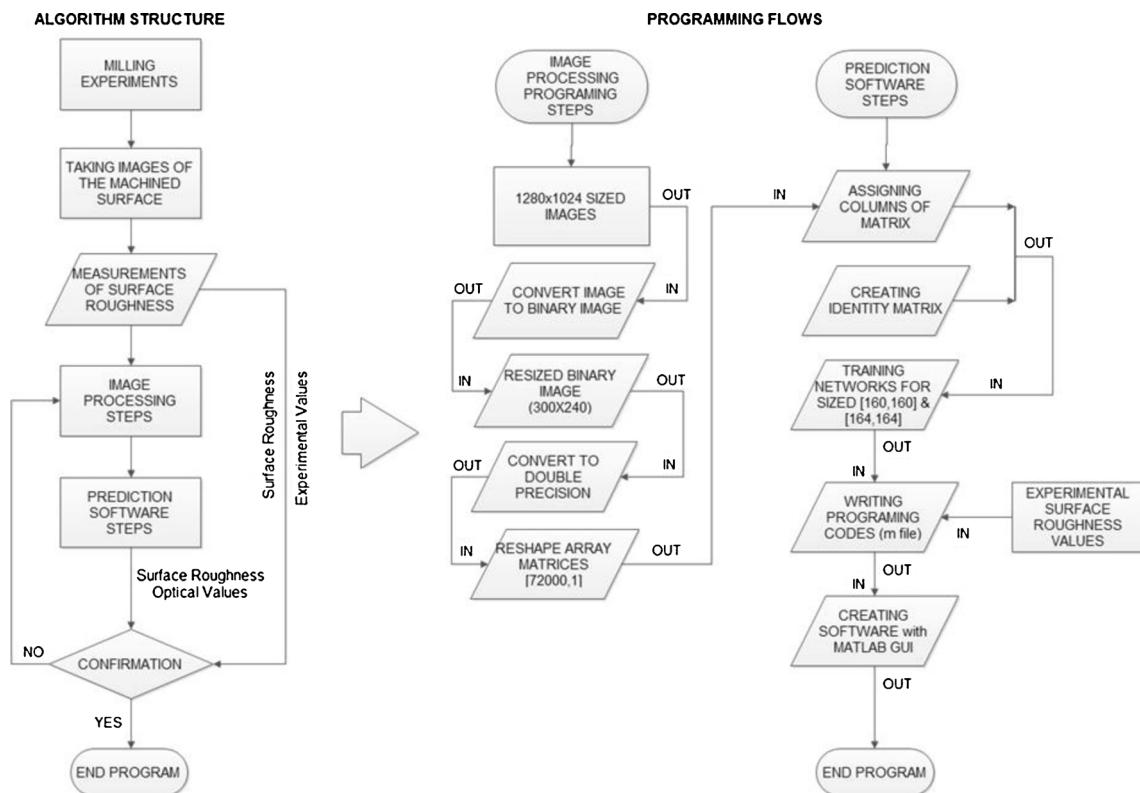 ALGORITHM STRUCTURE
MILLING
EXPERIMENTS
TAKING IMAGES OF
THE MACHINED
SURFACE
MEASUREMENTS
OF SURFACE
ROUGHNESS
IMAGE
PROCESSING
STEPS
PREDICTION
SOFTWARE
STEPS
Surface Roughness
Optical Values
Surface Roughness
Experimental Values
NO
CONFIRMATION
YES
END PROGRAM
PROGRAMMING FLOWS
IMAGE
PROCESSING
PROGRAMING
STEPS
1280x1024 SIZED
IMAGES
OUT
IN
CONVERT IMAGE
TO BINARY IMAGE
OUT
IN
RESIZED BINARY
IMAGE
(300X240)
OUT
IN
CONVERT TO
DOUBLE
PRECISION
OUT
IN
RESHAPE ARRAY
MATRICES
[72000,1]
OUT
PREDICTION
SOFTWARE
STEPS
IN
ASSIGNING
COLUMNS OF
MATRIX
OUT
CREATING
IDENTITY MATRIX
IN
TRAINING
NETWORKS FOR
SIZED [160,160] &
[164,164]
OUT
IN
WRITING
PROGRAMING
CODES (m file)
IN
EXPERIMENTAL
SURFACE
ROUGHNESS
VALUES
OUT
IN
CREATING
SOFTWARE with
MATLAB GUI
OUT
END PROGRAM